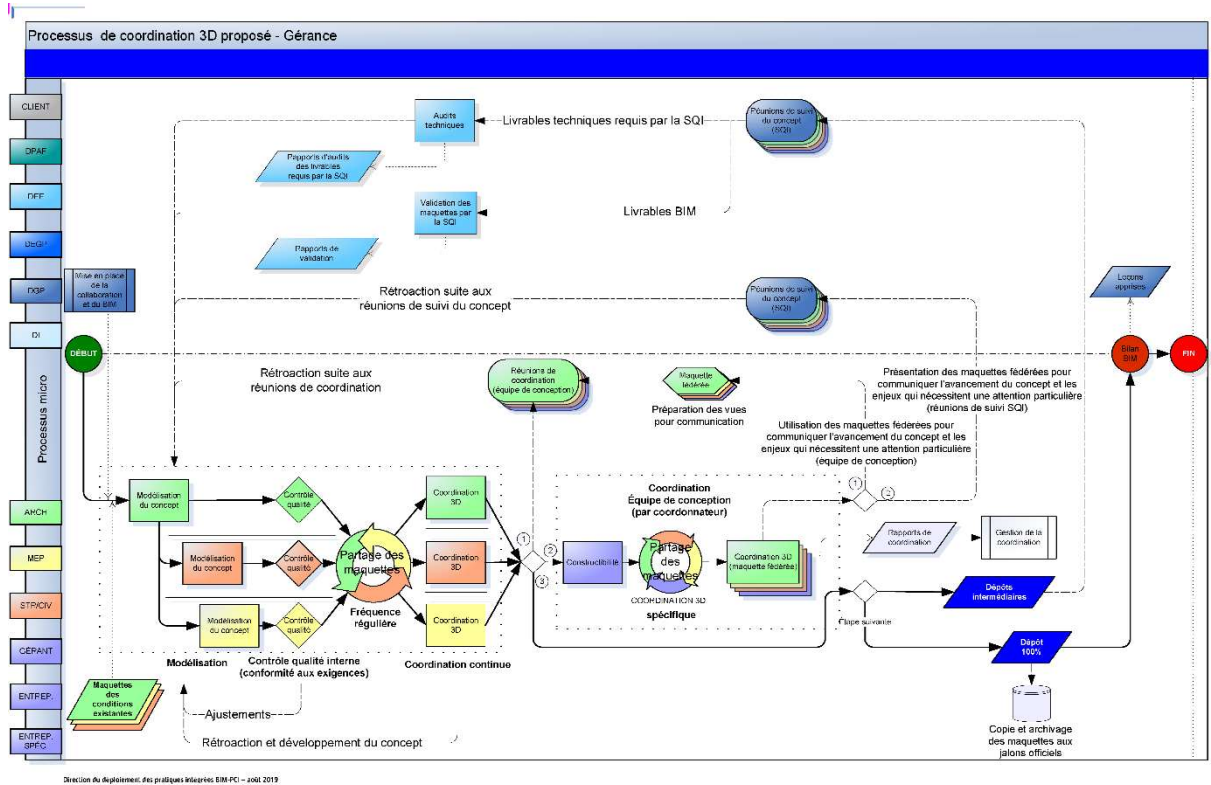 Processus de coordination 3D proposé - Gérance
CLIENT
DPAF
DEGP
DGP
DI
Processus micro
ARCH
MEP
STR/CIV
GÉRANT
ENTREP.
ENTREP.
SPÉC
Audits
techniques
Livrables techniques requis par la SQI
Réunions de suivi
du concept
(SQI)
Rapports d'audits
des livrables
requis par la SQI
Validation des
maquettes par
la SQI
Livrables BIM
Rapports de
validation
Mise en place
de la
collaboration
et du BIM
Rétroaction suite aux
réunions de suivi du concept
Réunions de suivi
du concept
(SQI)
Leçons
apprises
DÉBUT
Bilan
BIM
FIN
Rétroaction suite aux
réunions de coordination
Réunions de
coordination
(équipe de conception)
Maquette
fédérée
Préparation des vues
pour communication
Présentation des maquettes fédérées pour
communiquer l'avancement du concept et les
enjeux qui nécessitent une attention particulière
(réunions de suivi SQI)
Utilisation des maquettes fédérées pour
communiquer l'avancement du concept et les
enjeux qui nécessitent une attention particulière
(équipe de conception)
Modélisation
du concept
Contrôle
qualité
Coordination
3D
Modélisation
du concept
Contrôle
qualité
Partage des
maquettes
Coordination
3D
Modélisation
du concept
Contrôle
qualité
Fréquence
régulière
Coordination
3D
Modélisation
Contrôle qualité interne
(conformité aux exigences)
Coordination continue
1
2
3
Coordination
Équipe de conception
(par coordonnateur)
Constructibilité
Partage
des
maquettes
COORDINATION 3D
spécifique
Coordination 3D
(maquette fédérée)
1
2
Rapports de
coordination
Gestion de la
coordination
Étape suivante
Dépôts
intermédiaires
Dépôt
100%
Copie et archivage
des maquettes aux
jalons officiels
Maquettes
des
conditions
existantes
Ajustements
Rétroaction et développement du concept
Direction du déploiement des pratiques intégrées BIM-PCI – août 2019